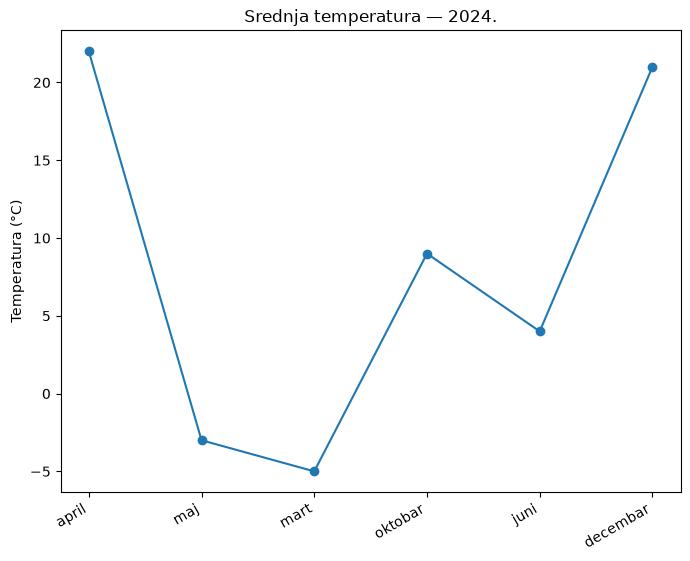 Srednja temperatura — 2024.
Temperatura (°C)
20
15
10
5
0
−5
april
maj
mart
oktobar
juni
decembar